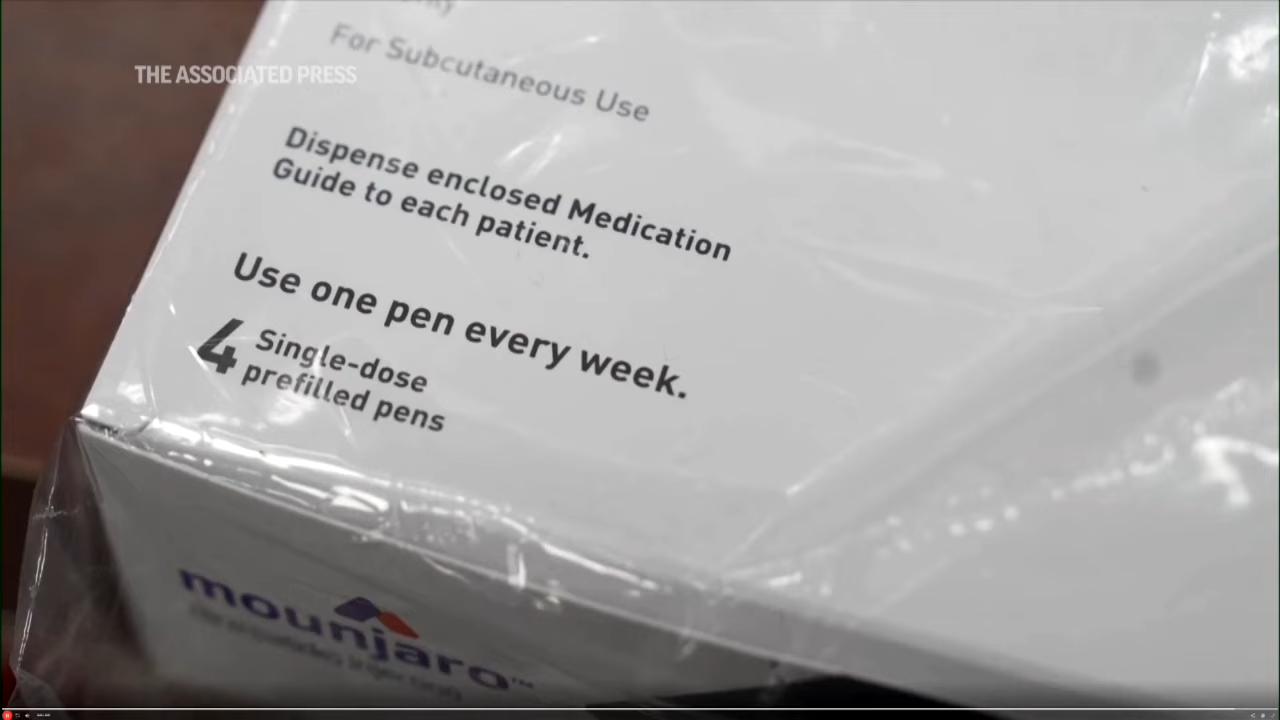 THE ASSOCIATED PRESS
For Subcutaneous Use
Dispense enclosed Medication
Guide to each patient.
Use one pen every week.
4 Single-dose
prefilled pens
mounjaro™